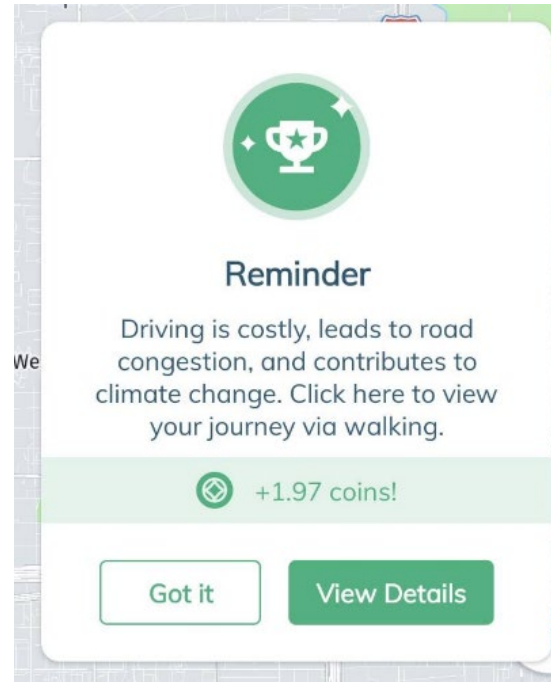 Reminder
Driving is costly, leads to road
We
congestion, and contributes to
climate change. Click here to view
your journey via walking.
+1.97 coins!
Got it
View Details